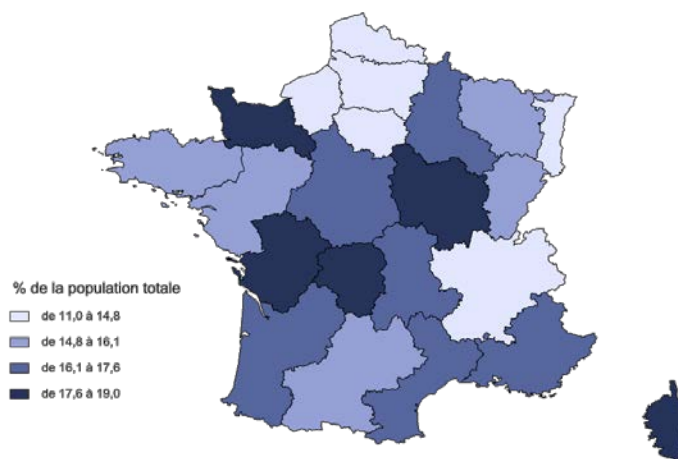 % de la population totale
de 11,0 à 14,8
de 14,8 à 16,1
de 16,1 à 17,6
de 17,6 à 19,0